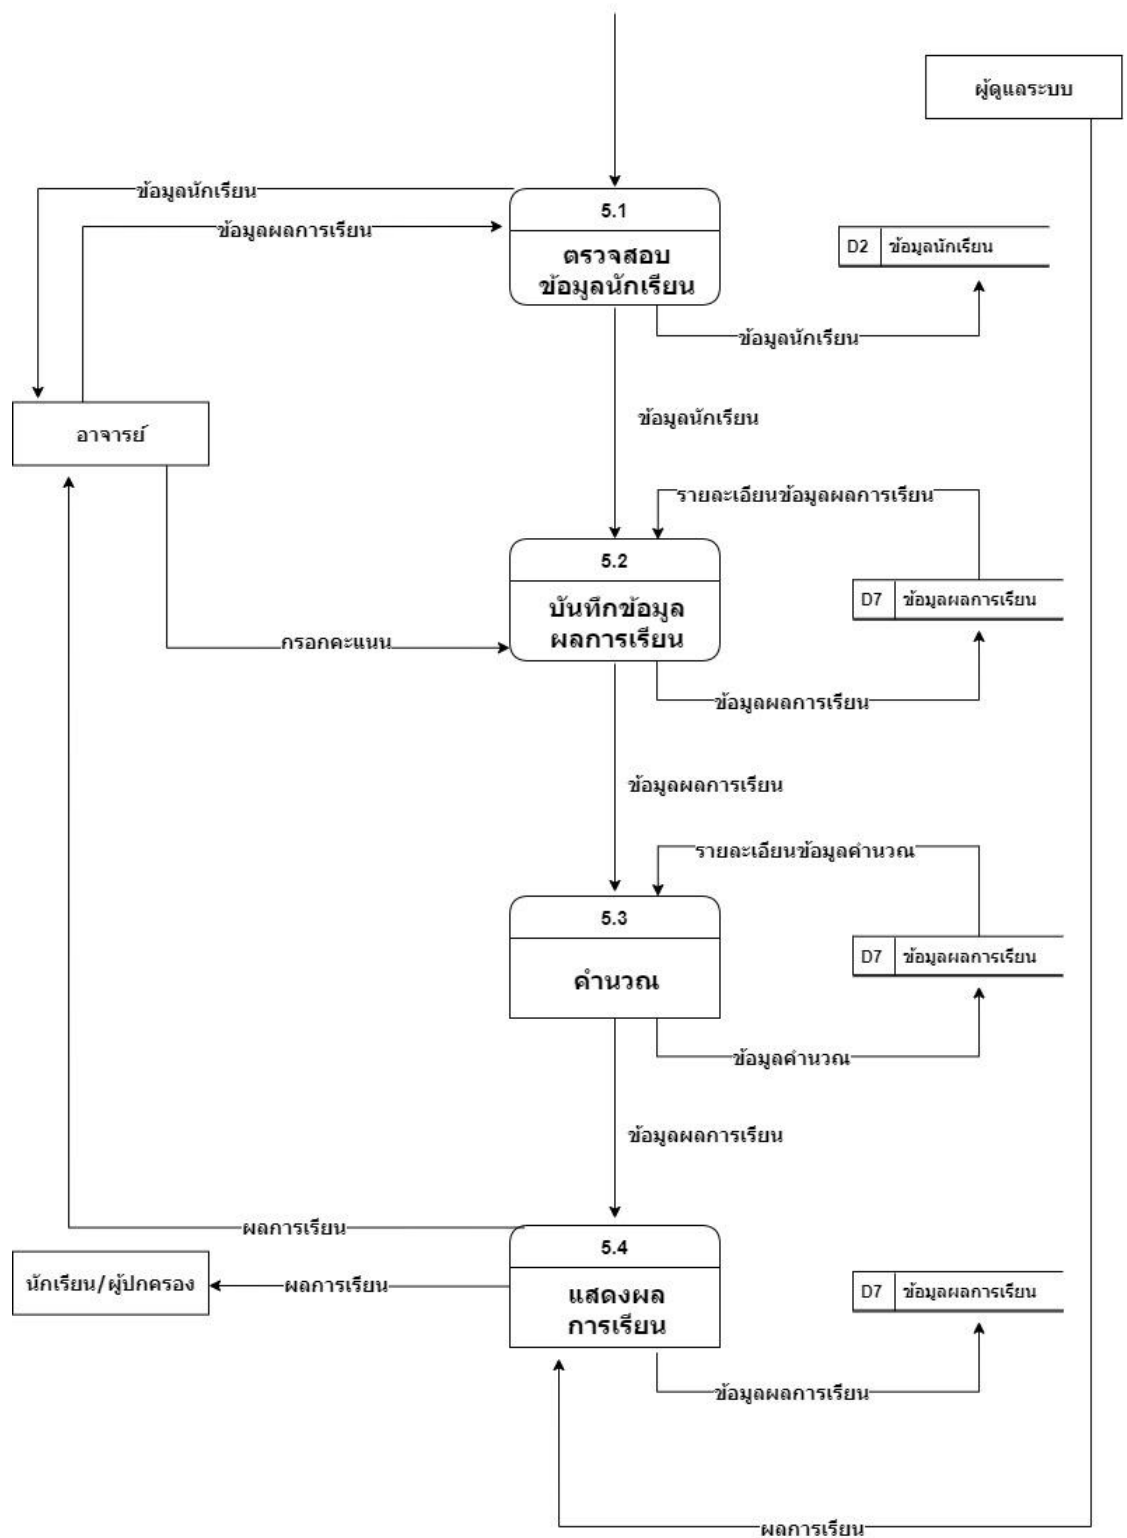 ผู้ดูแลระบบ
ข้อมูลนักเรียน
5.1
ข้อมูลผลการเรียน
ตรวจสอบ
ข้อมูลนักเรียน
D2 ข้อมูลนักเรียน
ข้อมูลนักเรียน
ข้อมูลนักเรียน
อาจารย์
รายละเอียนข้อมูลผลการเรียน
5.2
บันทึกข้อมูล
ผลการเรียน
D7 ข้อมูลผลการเรียน
กรอกคะแนน
ข้อมูลผลการเรียน
ข้อมูลผลการเรียน
รายละเอียนข้อมูลคำนวณ
5.3
คำนวณ
D7 ข้อมูลผลการเรียน
ข้อมูลคำนวณ
ข้อมูลผลการเรียน
ผลการเรียน
5.4
นักเรียน/ผู้ปกครอง
ผลการเรียน
แสดงผล
การเรียน
D7 ข้อมูลผลการเรียน
ข้อมูลผลการเรียน
ผลการเรียน